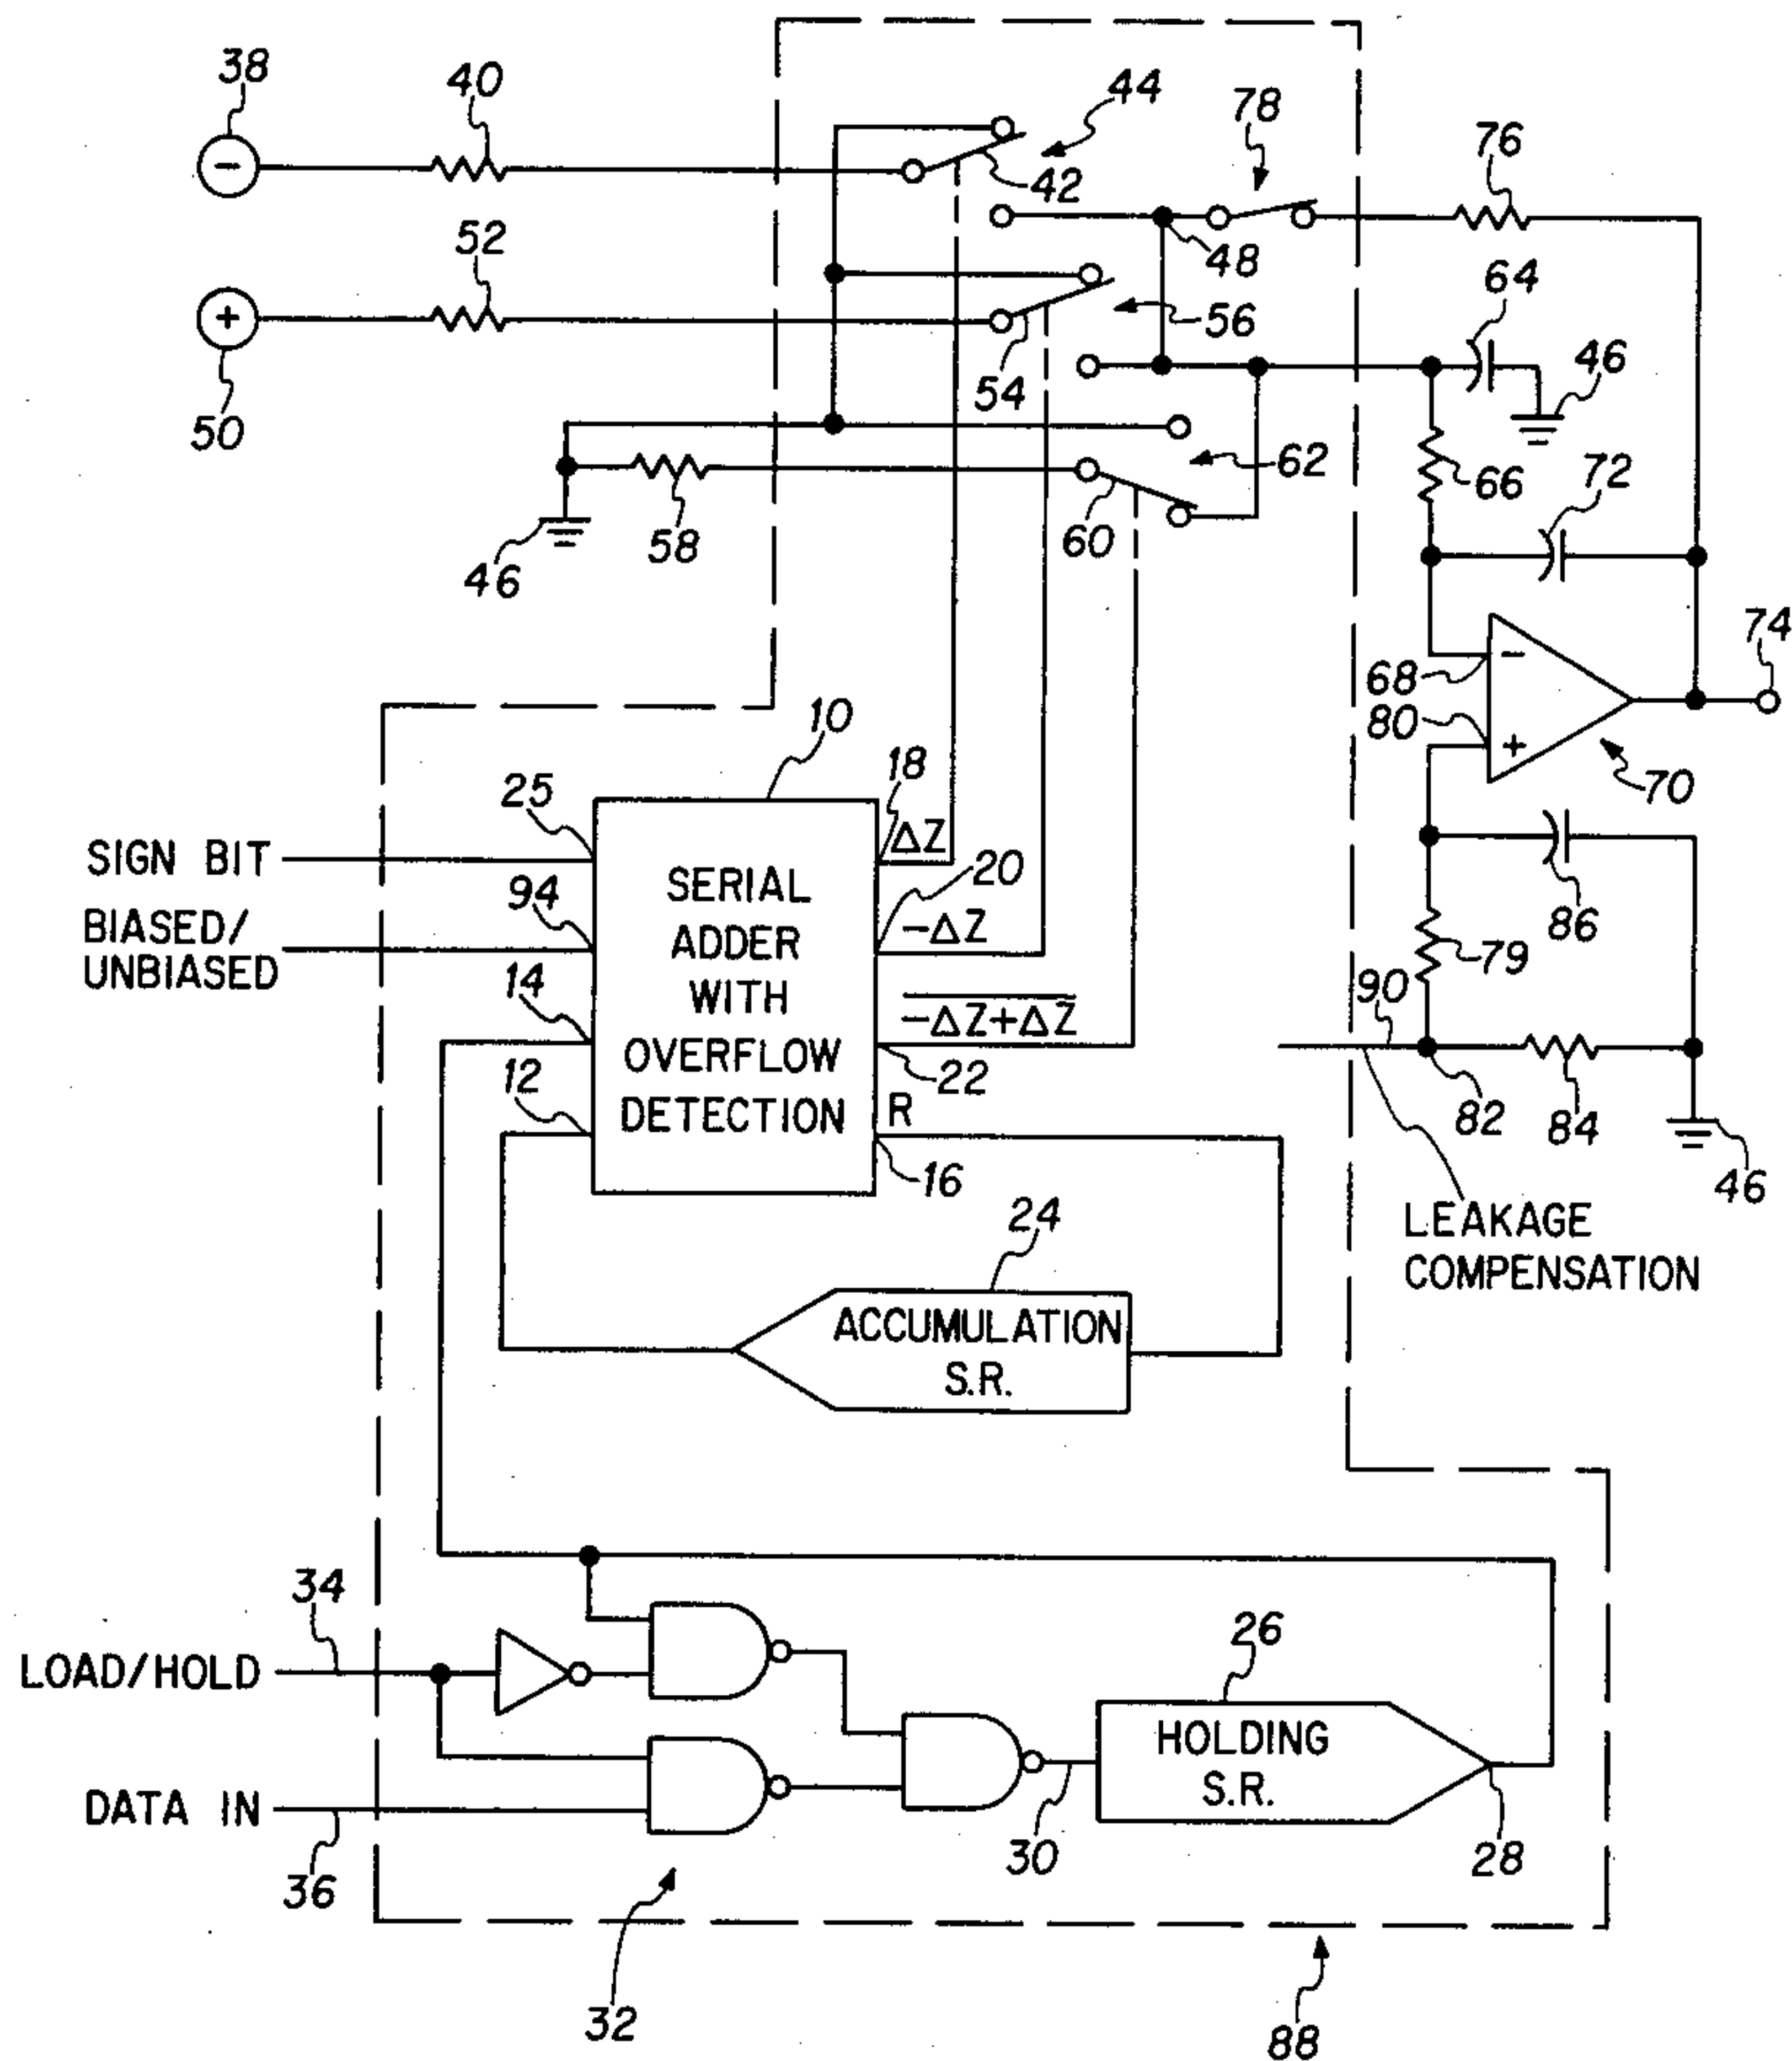 38
40
44
78
76
−
42
52
48
64
+
56
46
50
54
62
66
72
58
60
46
74
68
−
10
80
18
+
70
25
ΔZ
SIGN BIT
20
94
SERIAL
ADDER
WITH
OVERFLOW
DETECTION
BIASED/
UNBIASED
−ΔZ
86
79
14
90
−ΔZ+ΔZ
12
22
82
84
R
16
46
24
LEAKAGE
COMPENSATION
ACCUMULATION
S.R.
34
26
LOAD/HOLD
HOLDING
S.R.
DATA IN
30
28
36
32
88